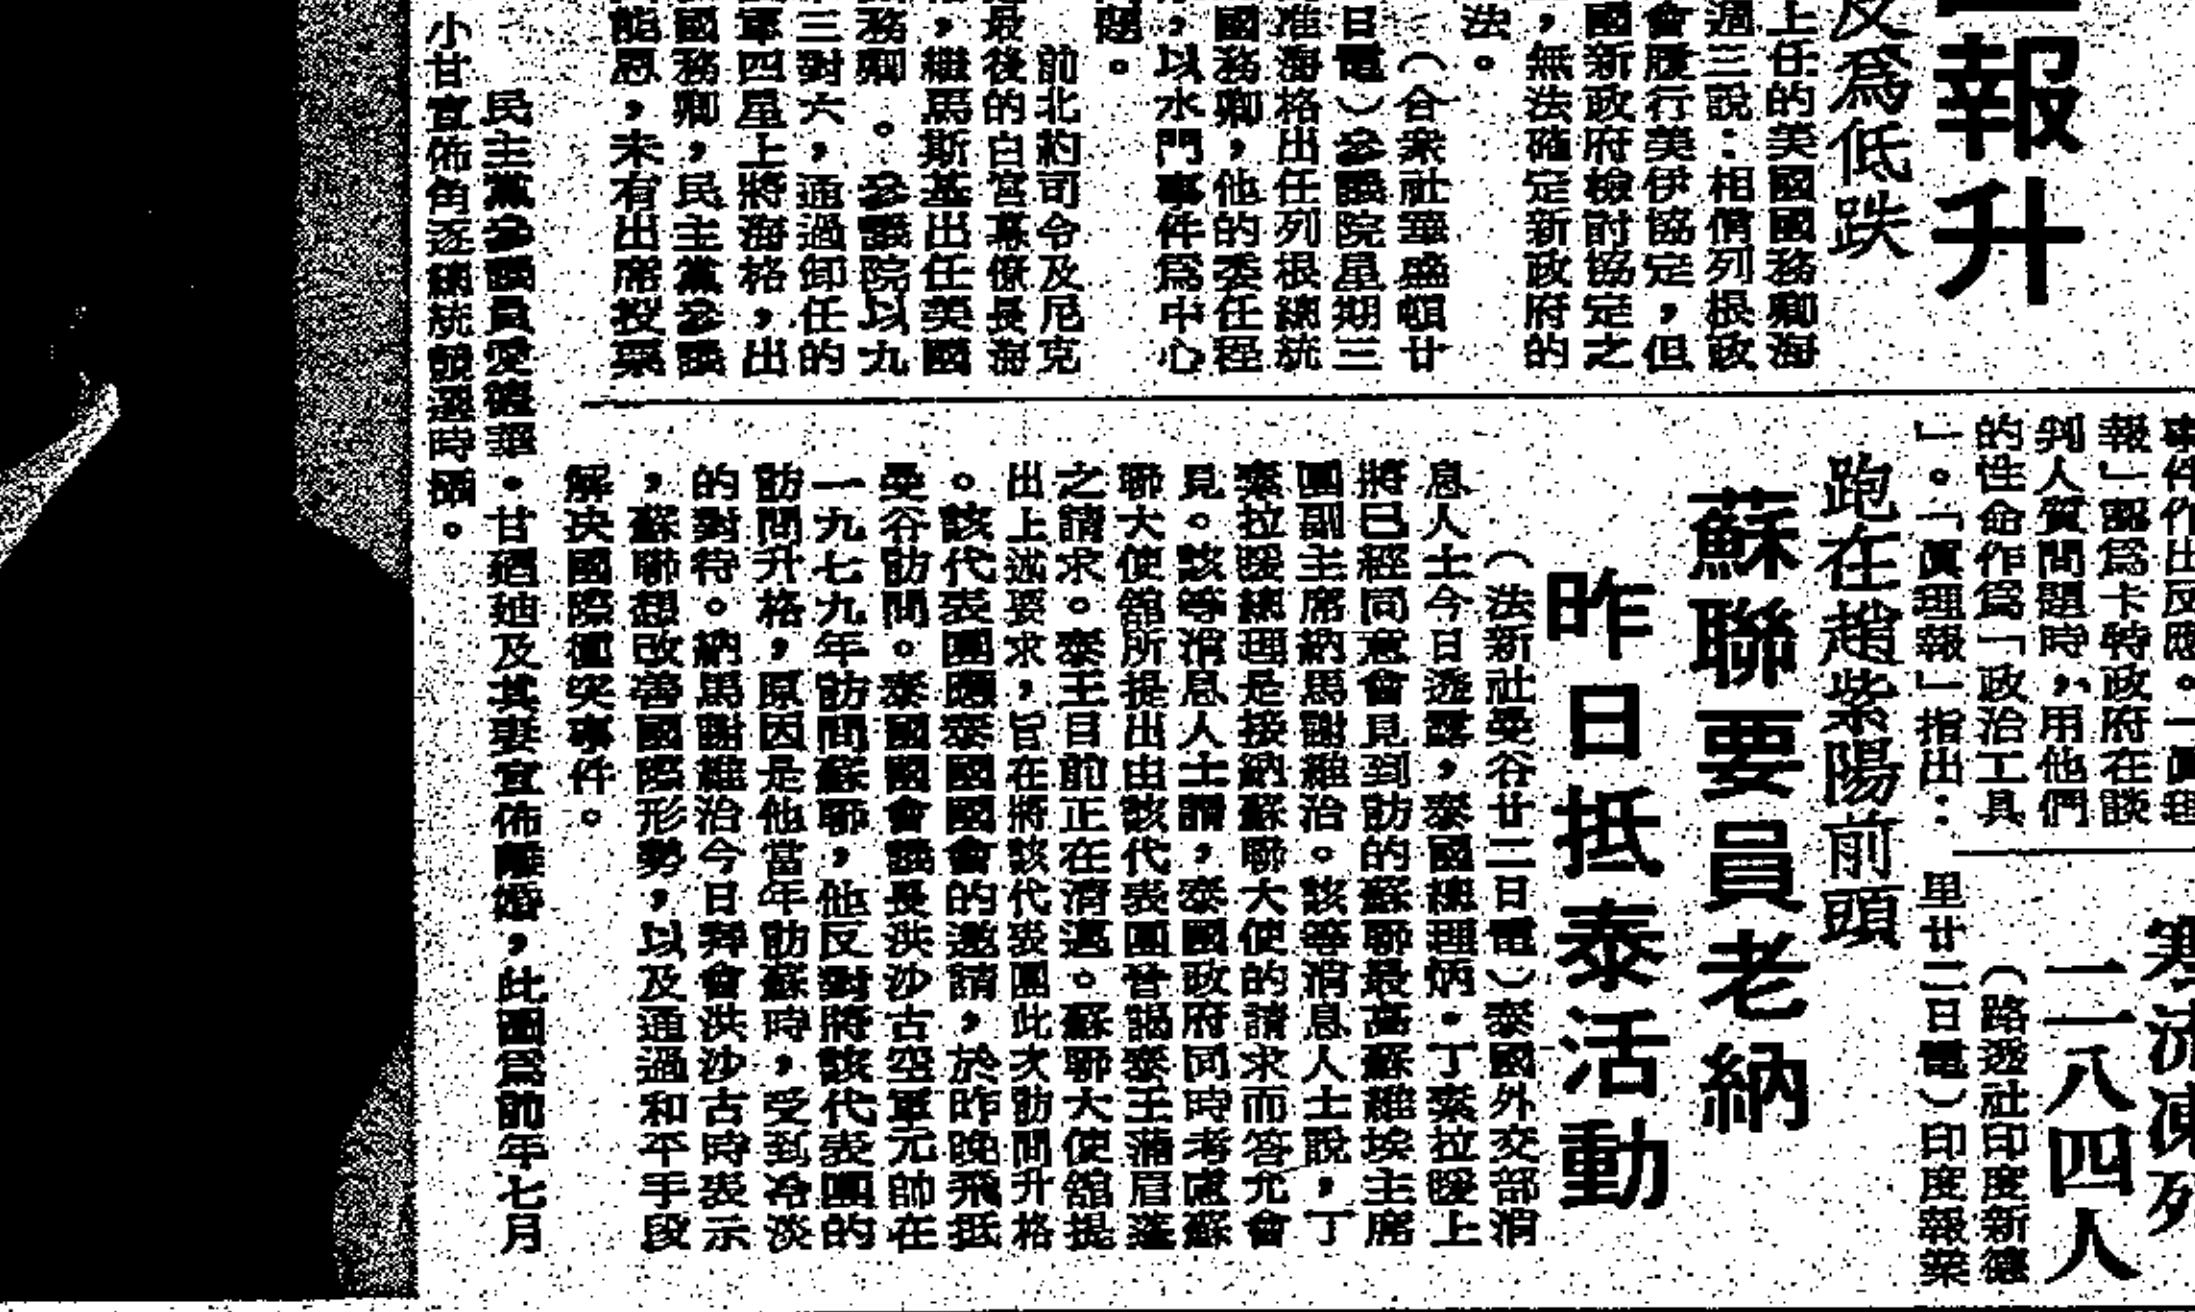 報升
反爲低跌
上任的美國國務卿海
過三說：相信列根政
會履行美伊協定，但
國新政府檢討協定之
，無法確定新政府的
法。
（合衆社華盛頓廿
日電）參議院星期三
准海格出任列根總統
國務卿，他的委任程
，以水門事件爲中心
題。
前北約司令及尼克
最後的白宮幕僚長海
，繼馬斯基出任美國
務卿。參議院以九
三對六，通過卸任的
軍四星上將海格，出
國務卿，民主黨參議
能恩，未有出席投票
事件作出反應。「眞理
報」認爲卡特政府在談
判人質問題時，用他們
的性命作爲「政治工具
」。「眞理報」指出：
寒流凍死
一二八四人
（路透社印度新德
里廿二日電）印度報業
跑在趙紫陽前頭
蘇聯要員老納
昨日抵泰活動
（法新社曼谷廿二日電）泰國外交部消
息人士今日透露，泰國總理炳·丁素拉暖上
將已經同意會見到訪的蘇聯最高蘇維埃主席
團副主席納馬謝維治。該等消息人士說，丁
素拉暖總理是接納蘇聯大使的請求而答允會
見。該等消息人士謂，泰國政府同時考慮蘇
聯大使館所提出由該代表團晉謁泰王蒲眉蓬
之請求。泰王目前正在清邁。蘇聯大使館提
出上述要求，旨在將該代表團此次訪問升格
。該代表團應泰國國會的邀請，於昨晚飛抵
曼谷訪問。泰國國會議長洪沙古空軍元帥在
一九七九年訪問蘇聯，他反對將該代表團的
訪問升格，原因是他當年訪蘇時，受到冷淡
的對待。納馬謝維治今日拜會洪沙古時表示
，蘇聯想改善國際形勢，以及通過和平手段
解決國際衝突事件。
民主黨參議員愛德華·甘迺迪及其妻宣佈離婚，此圖爲前年七月
小甘宣佈角逐總統競選時攝。